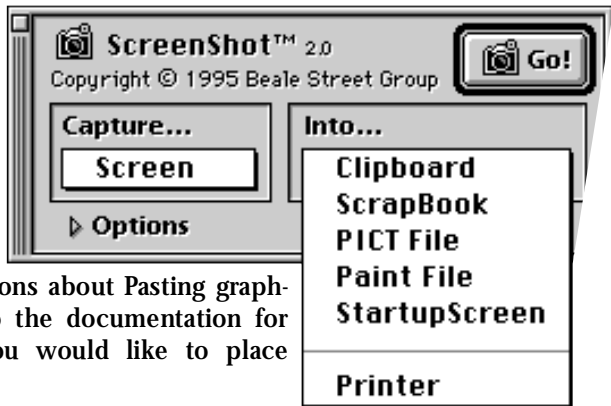 ScreenShot™ 2.0
Copyright © 1995 Beale Street Group
Go!
Capture...
Screen
Options
Into...
Clipboard
ScrapBook
PICT File
Paint File
StartupScreen
Printer
ons about Pasting graph-
the documentation for
ou would like to place